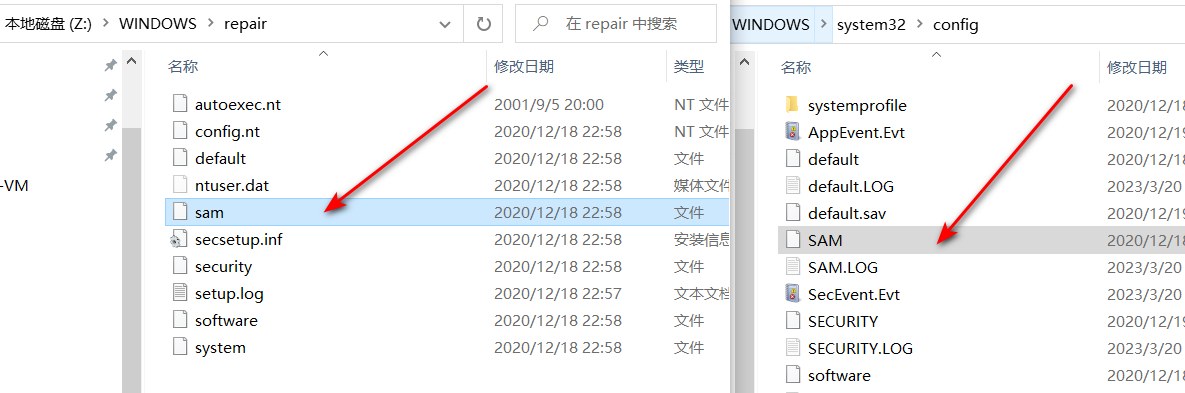 本地磁盘 (Z:) WINDOWS repair
在 repair 中搜索
名称 修改日期 类型
autoexec.nt 2001/9/5 20:00 NT 文件
config.nt 2020/12/18 22:58 NT 文件
default 2020/12/18 22:58 文件
ntuser.dat 2020/12/18 22:58 媒体文件
sam 2020/12/18 22:58 文件
secsetup.inf 2020/12/18 22:58 安装信息
security 2020/12/18 22:58 文件
setup.log 2020/12/18 22:57 文本文档
software 2020/12/18 22:58 文件
system 2020/12/18 22:58 文件
-VM
WINDOWS system32 config
名称 修改日期
systemprofile 2020/12/18
AppEvent.Evt 2020/12/19
default 2020/12/18
default.LOG 2023/3/20
default.sav 2020/12/19
SAM 2020/12/18
SAM.LOG 2023/3/20
SecEvent.Evt 2023/3/20
SECURITY 2020/12/19
SECURITY.LOG 2023/3/20
software 2020/12/18